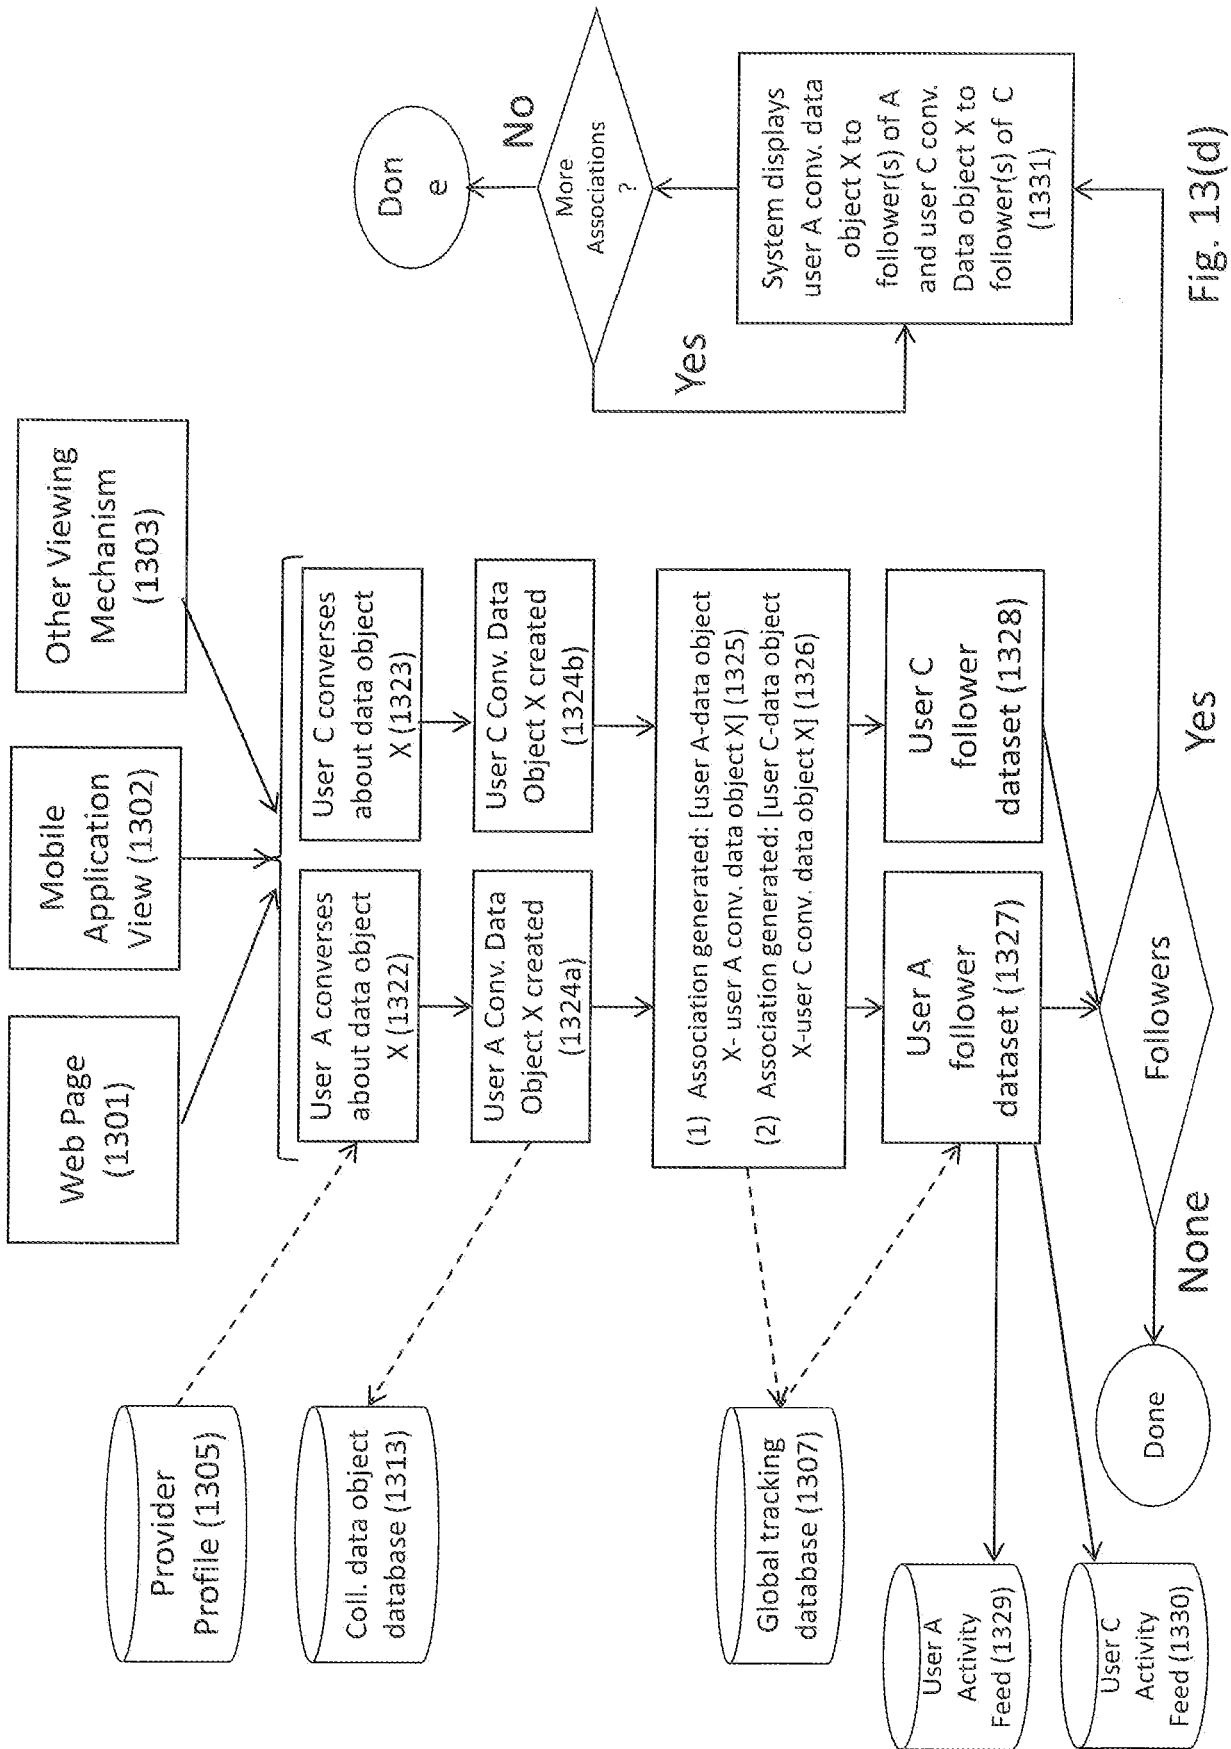 Web Page
(1301)
Mobile
Application
View (1302)
Other Viewing
Mechanism
(1303)
Provider
Profile (1305)
User A converses
about data object
X (1322)
User C converses
about data object
X (1323)
Coll. data object
database (1313)
User A Conv. Data
Object X created
(1324a)
User C Conv. Data
Object X created
(1324b)
Global tracking
database (1307)
(1) Association generated: [user A-data object
X- user A conv. data object X] (1325)
(2) Association generated: [user C-data object
X-user C conv. data object X] (1326)
User A
Activity
Feed (1329)
User A
follower
dataset (1327)
User C
follower
dataset (1328)
User C
Activity
Feed (1330)
Done
None
Followers
Yes
Don
e
No
More
Associations
?
Yes
System displays
user A conv. data
object X to
follower(s) of A
and user C conv.
Data object X to
follower(s) of C
(1331)
Fig. 13(d)